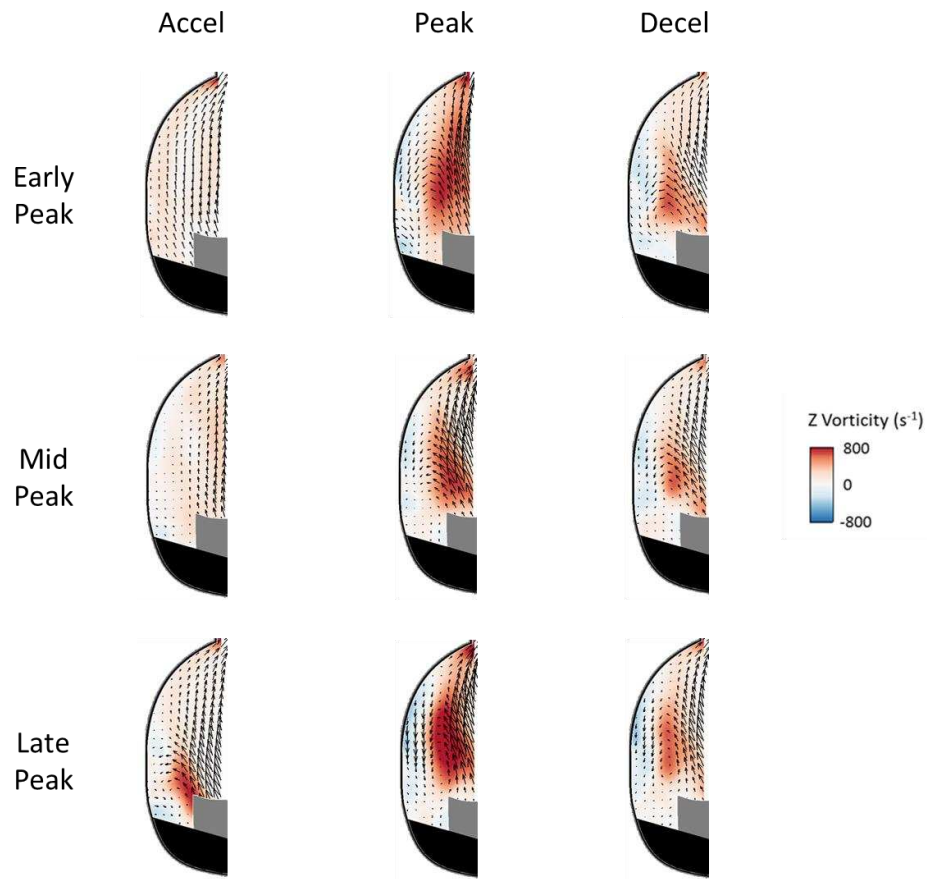 Accel Peak Decel
Early
Peak
Mid
Peak
Z Vorticity (s⁻¹)
800
0
-800
Late
Peak